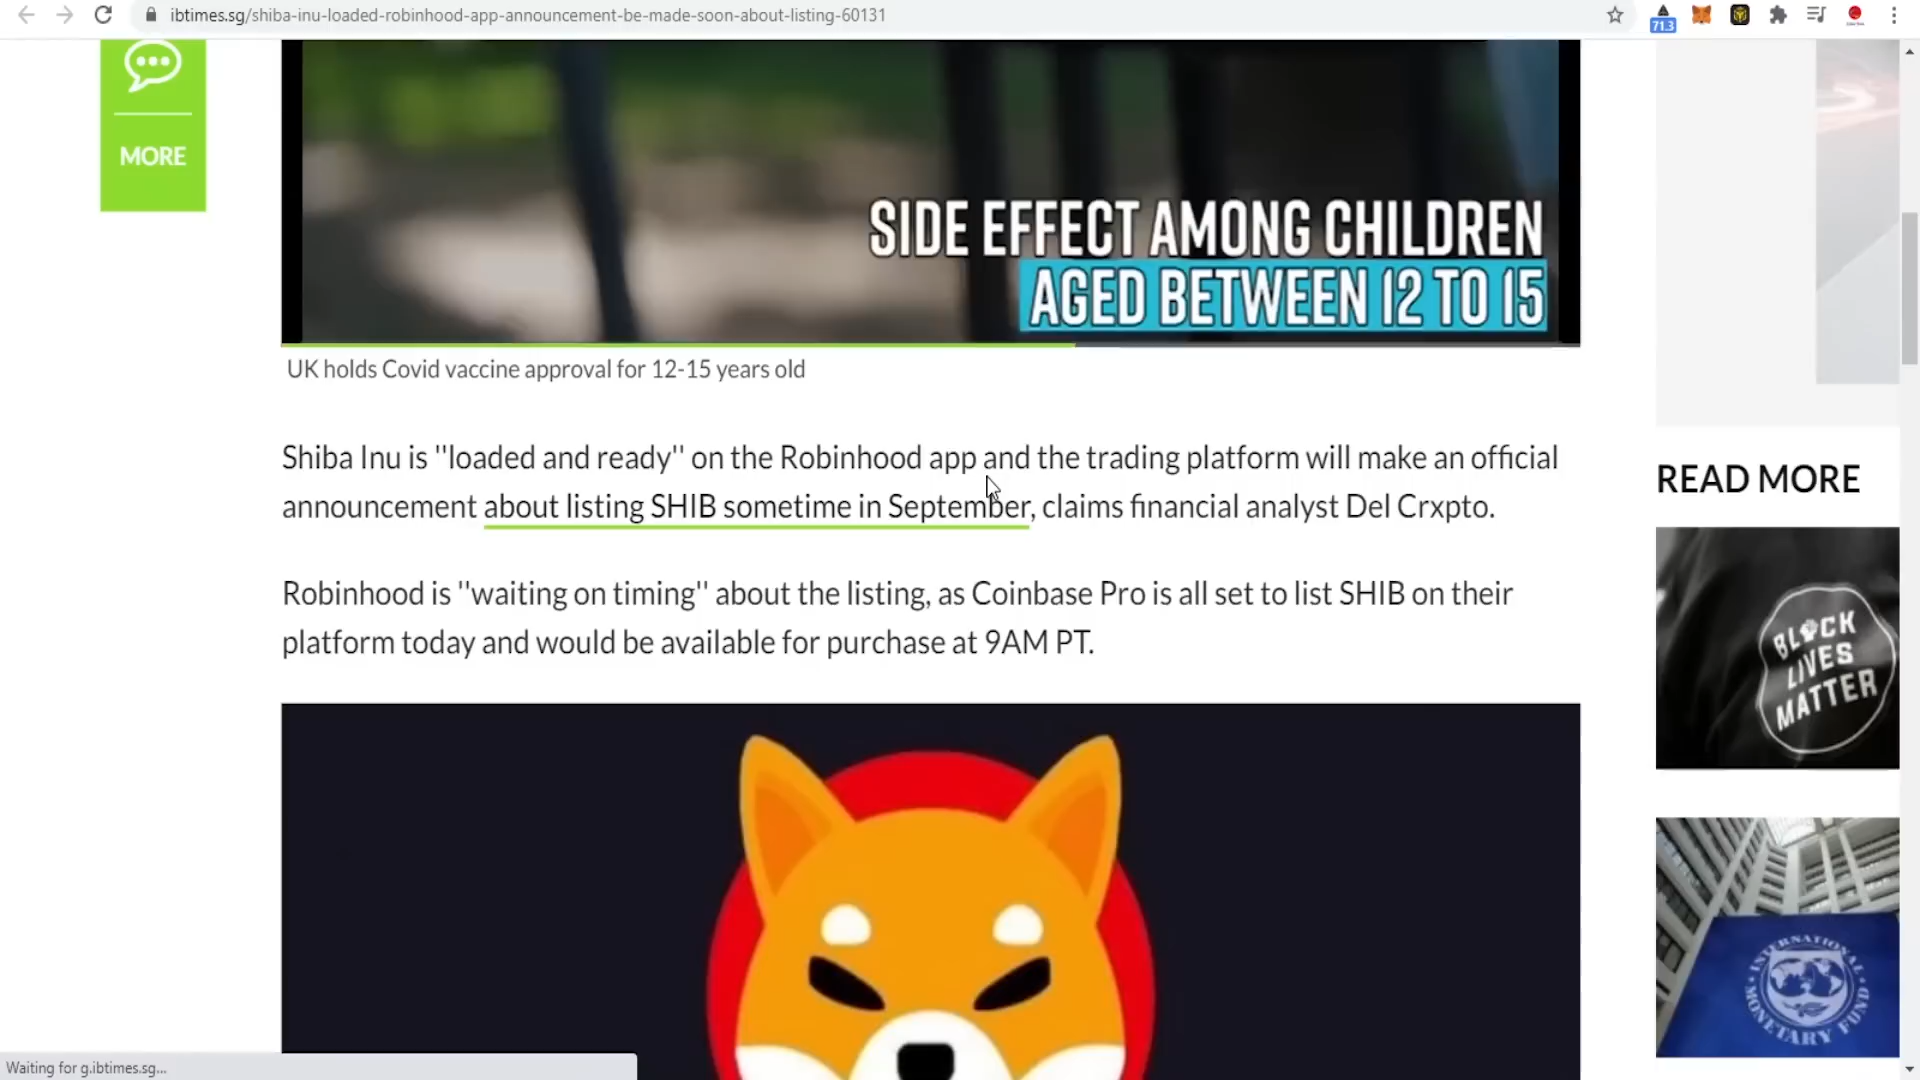 ibtimes.sg/shiba-inu-loaded-robinhood-app-announcement-be-made-soon-about-listing-60131
71.3
MORE
SIDE EFFECT AMONG CHILDREN
AGED BETWEEN 12 TO 15
UK holds Covid vaccine approval for 12-15 years old
Shiba Inu is "loaded and ready" on the Robinhood app and the trading platform will make an official
announcement about listing SHIB sometime in September, claims financial analyst Del Crxpto.
Robinhood is "waiting on timing" about the listing, as Coinbase Pro is all set to list SHIB on their
platform today and would be available for purchase at 9AM PT.
READ MORE
BLACK
LIVES
MATTER
INTERNATIONAL
MONETARY FUND
Waiting for g.ibtimes.sg...